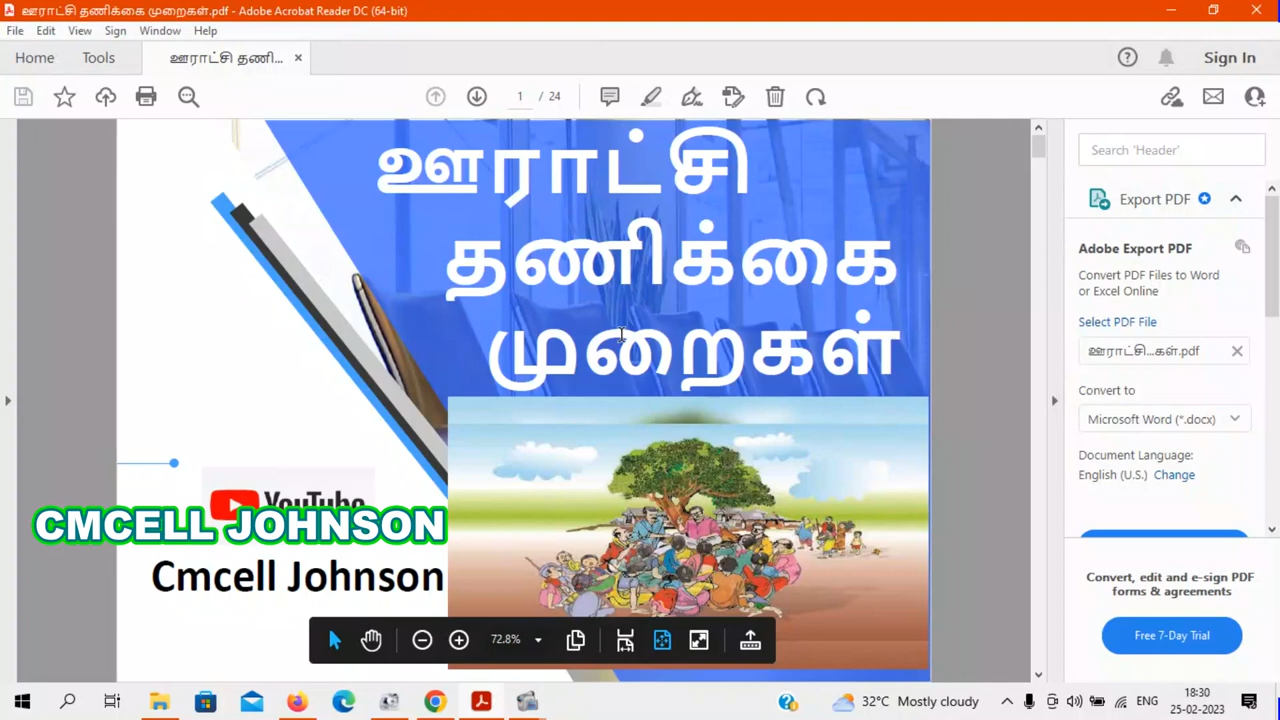 ஊராட்சி தணிக்கை முறைகள்.pdf - Adobe Acrobat Reader DC (64-bit)
File Edit View Sign Window Help
Home Tools ஊராட்சி தணி... × Sign In
1 / 24
ஊராட்சி
தணிக்கை
முறைகள்
YouTube
CMCELL JOHNSON
Cmcell Johnson
72.8%
Search 'Header'
Export PDF
Adobe Export PDF
Convert PDF Files to Word
or Excel Online
Select PDF File
ஊராட்சி...கள்.pdf
Convert to
Microsoft Word (*.docx)
Document Language:
English (U.S.) Change
Convert, edit and e-sign PDF
forms & agreements
Free 7-Day Trial
32°C Mostly cloudy ENG 18:30
25-02-2023